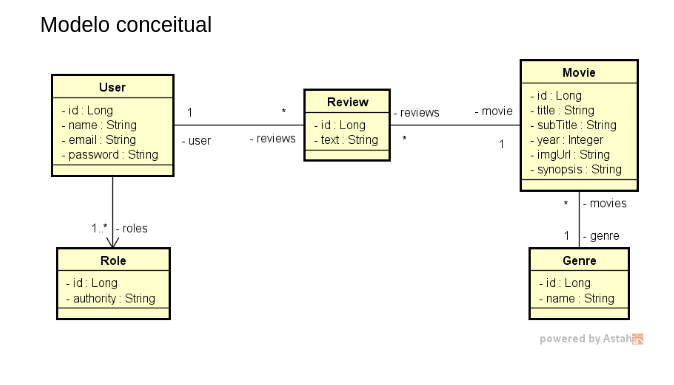 Modelo conceitual
User
- id : Long
- name : String
- email : String
- password : String
1
- user
*
- reviews
Review
- id : Long
- text : String
- reviews
*
- movie
1
Movie
- id : Long
- title : String
- subTitle : String
- year : Integer
- imgUrl : String
- synopsis : String
1..* - roles
* - movies
1 - genre
Role
- id : Long
- authority : String
Genre
- id : Long
- name : String
powered by Astah